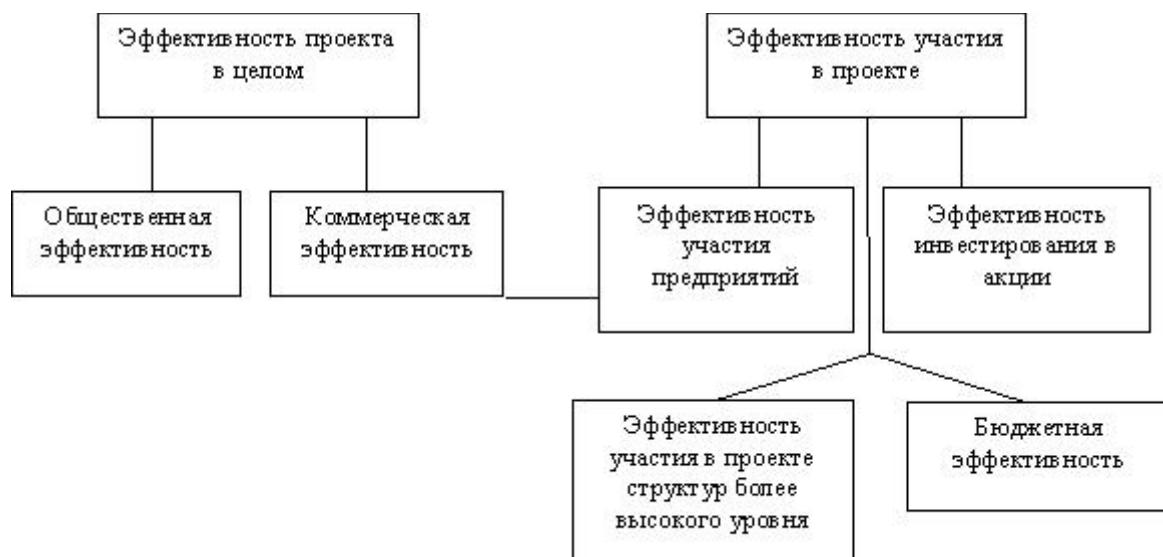 Эффективность проекта
в целом
Эффективность участия
в проекте
Общественная
эффективность
Коммерческая
эффективность
Эффективность
участия
предприятий
Эффективность
инвестирования в
акции
Эффективность
участия в проекте
структур более
высокого уровня
Бюджетная
эффективность